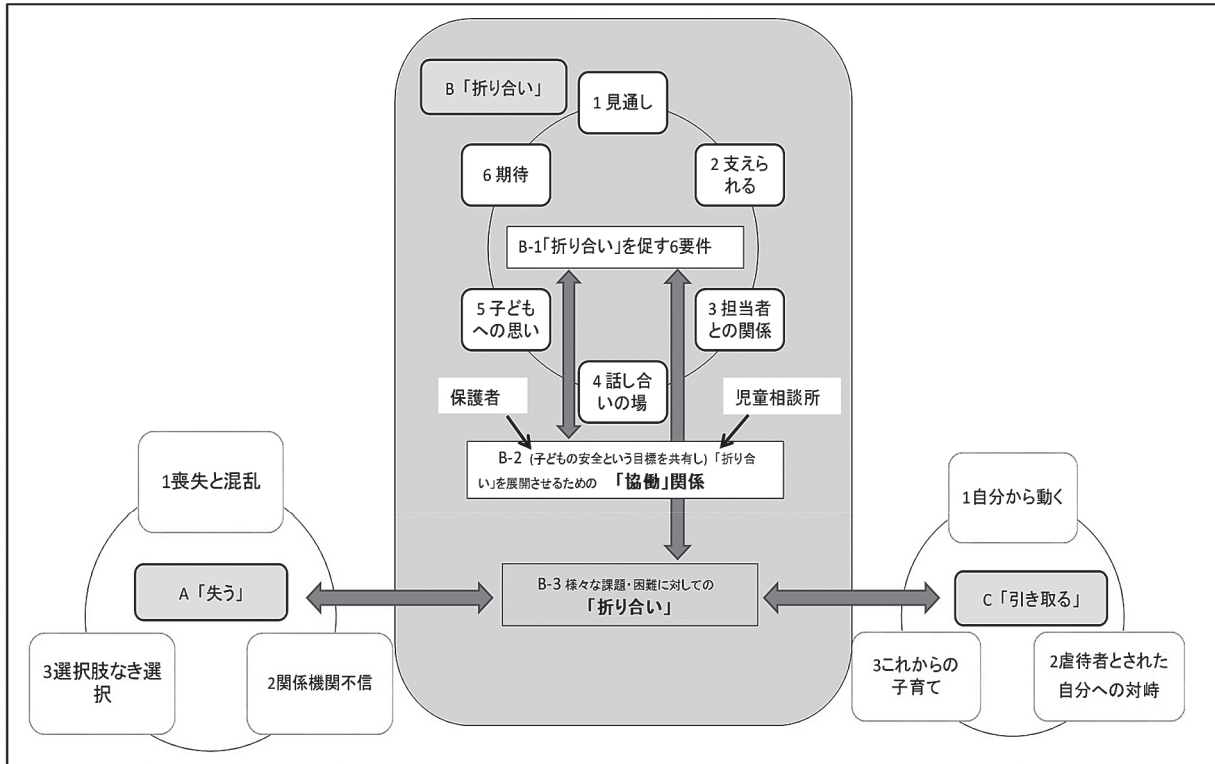 B 「折り合い」
1 見通し
6 期待
2 支えら
れる
B-1「折り合い」を促す6要件
5 子ども
への思い
3 担当者
との関係
4 話し合
いの場
保護者
児童相談所
B-2 (子どもの安全という目標を共有し) 「折り合
い」を展開させるための 「協働」関係
1喪失と混乱
A 「失う」
3選択肢なき選
択
2関係機関不信
B-3 様々な課題・困難に対しての
「折り合い」
1自分から動く
C 「引き取る」
3これからの
子育て
2虐待者とされた
自分への対峙